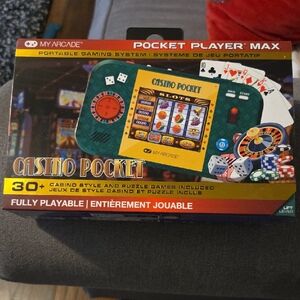 MY ARCADE® POCKET PLAYER MAX
PORTABLE GAMING SYSTEM • SYSTÈME DE JEU PORTATIF
CASINO POCKET
SLOTS
MY ARCADE
CASINO POCKET
30+ CASINO STYLE AND PUZZLE GAMES INCLUDED
JEUX DE STYLE CASINO ET PUZZLE INCLUS
FULLY PLAYABLE | ENTIÈREMENT JOUABLE